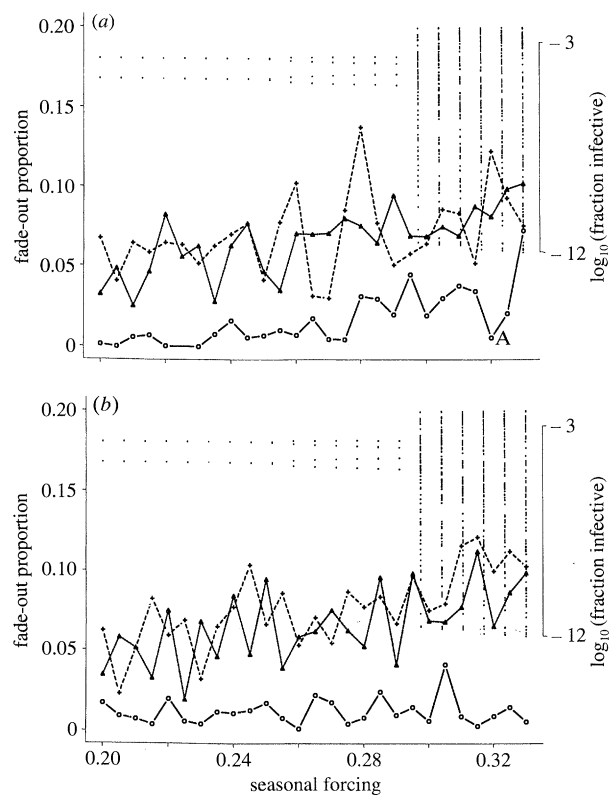 (a)
0.20
0.15
0.10
0.05
0
fade-out proportion
−3
−12
log10(fraction infective)
A
(b)
0.20
0.15
0.10
0.05
0
fade-out proportion
−3
−12
log10(fraction infective)
0.20 0.24 0.28 0.32
seasonal forcing